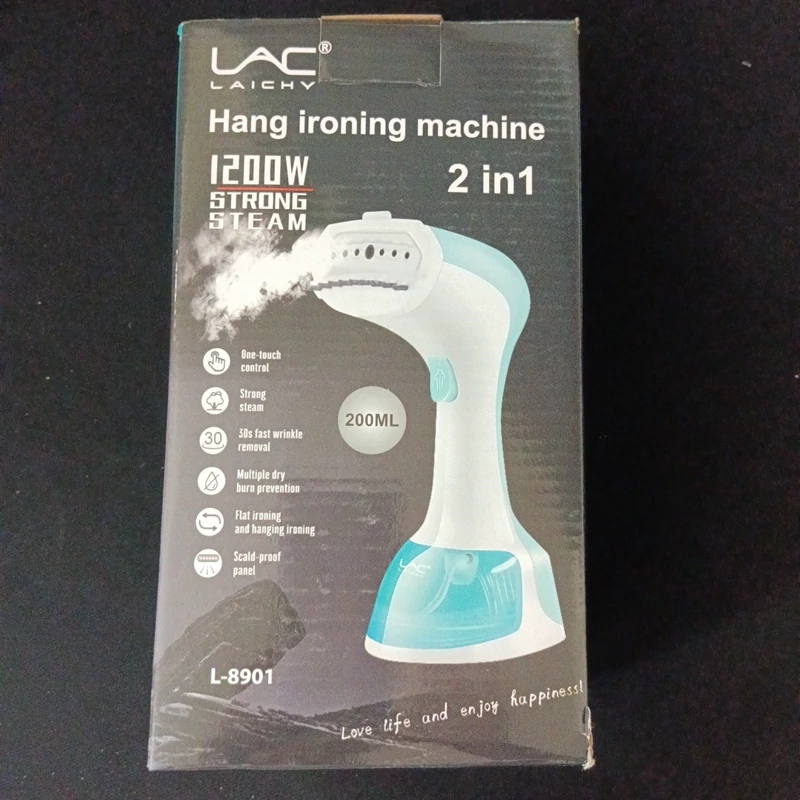 LAC®
LAICHY
Hang ironing machine
1200W
STRONG
STEAM
2 in1
One-touch
control
Strong
steam
200ML
30
30s fast wrinkle
removal
Multiple dry
burn prevention
Flat ironing
and hanging ironing
Scald-proof
panel
LAC
L-8901
Love life and enjoy happiness!